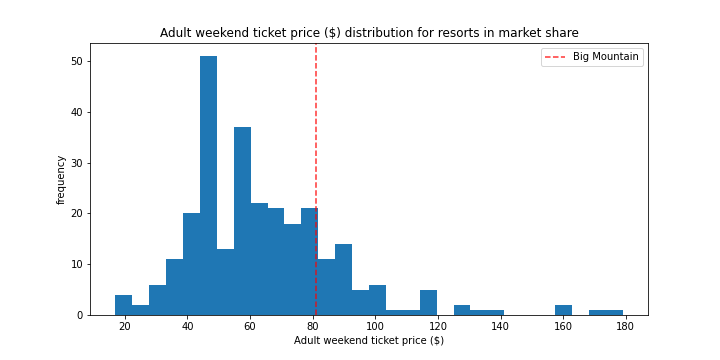 Adult weekend ticket price ($) distribution for resorts in market share
Big Mountain
frequency
50
40
30
20
10
0
20 40 60 80 100 120 140 160 180
Adult weekend ticket price ($)